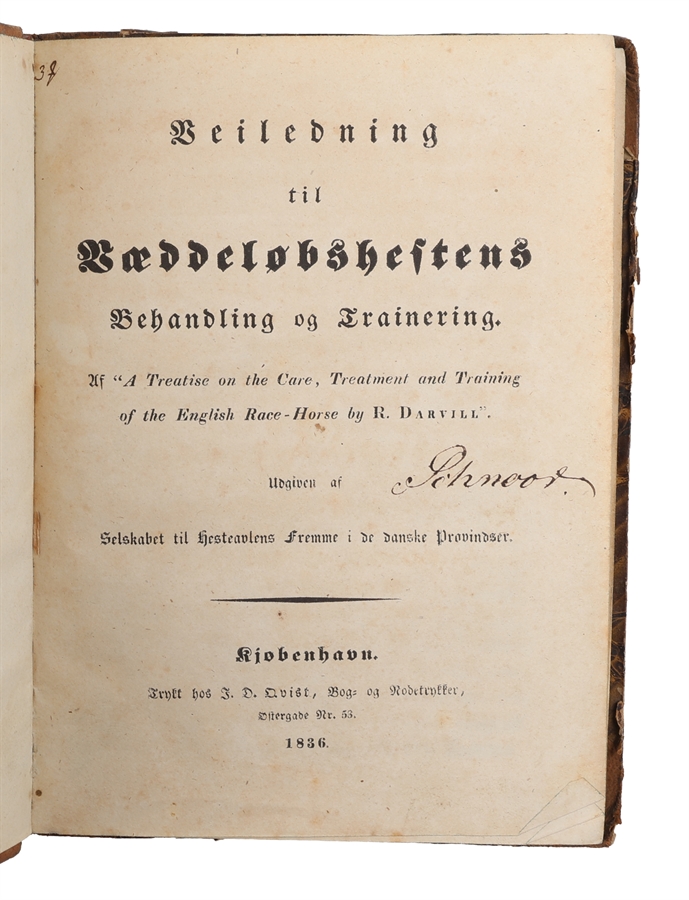 Veiledning
til
Væddeløbshestens
Behandling og Trainering.
Af “A Treatise on the Care, Treatment and Training
of the English Race-Horse by R. DARVILL”.
Udgiven af Schnoor.
Selskabet til Hesteavlens Fremme i de danske Provindser.
Kjøbenhavn.
Trykt hos J. D. Qvist, Bog- og Nodetrykker,
Østergade Nr. 53.
1836.